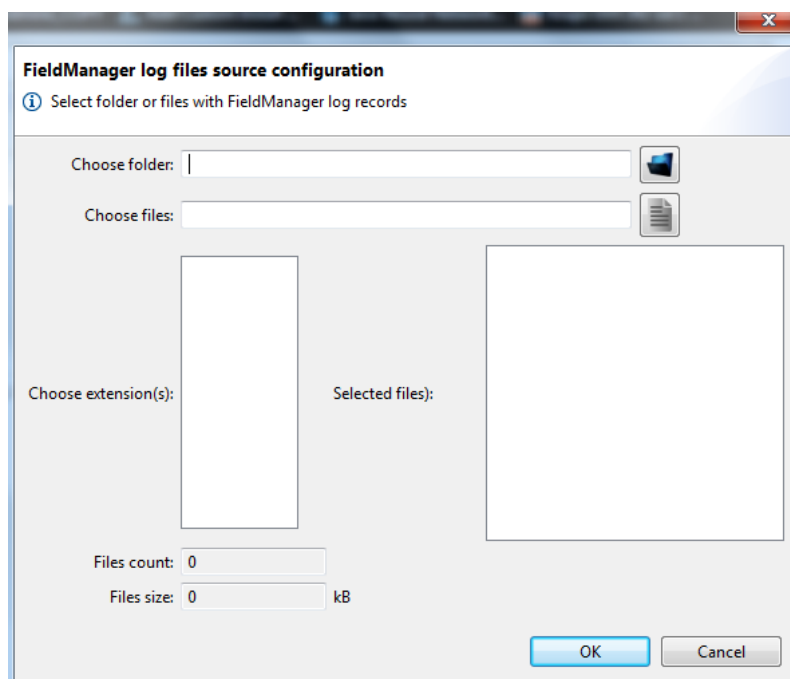 FieldManager log files source configuration
Select folder or files with FieldManager log records
Choose folder:
Choose files:
Choose extension(s):
Selected files):
Files count: 0
Files size: 0 kB
OK Cancel